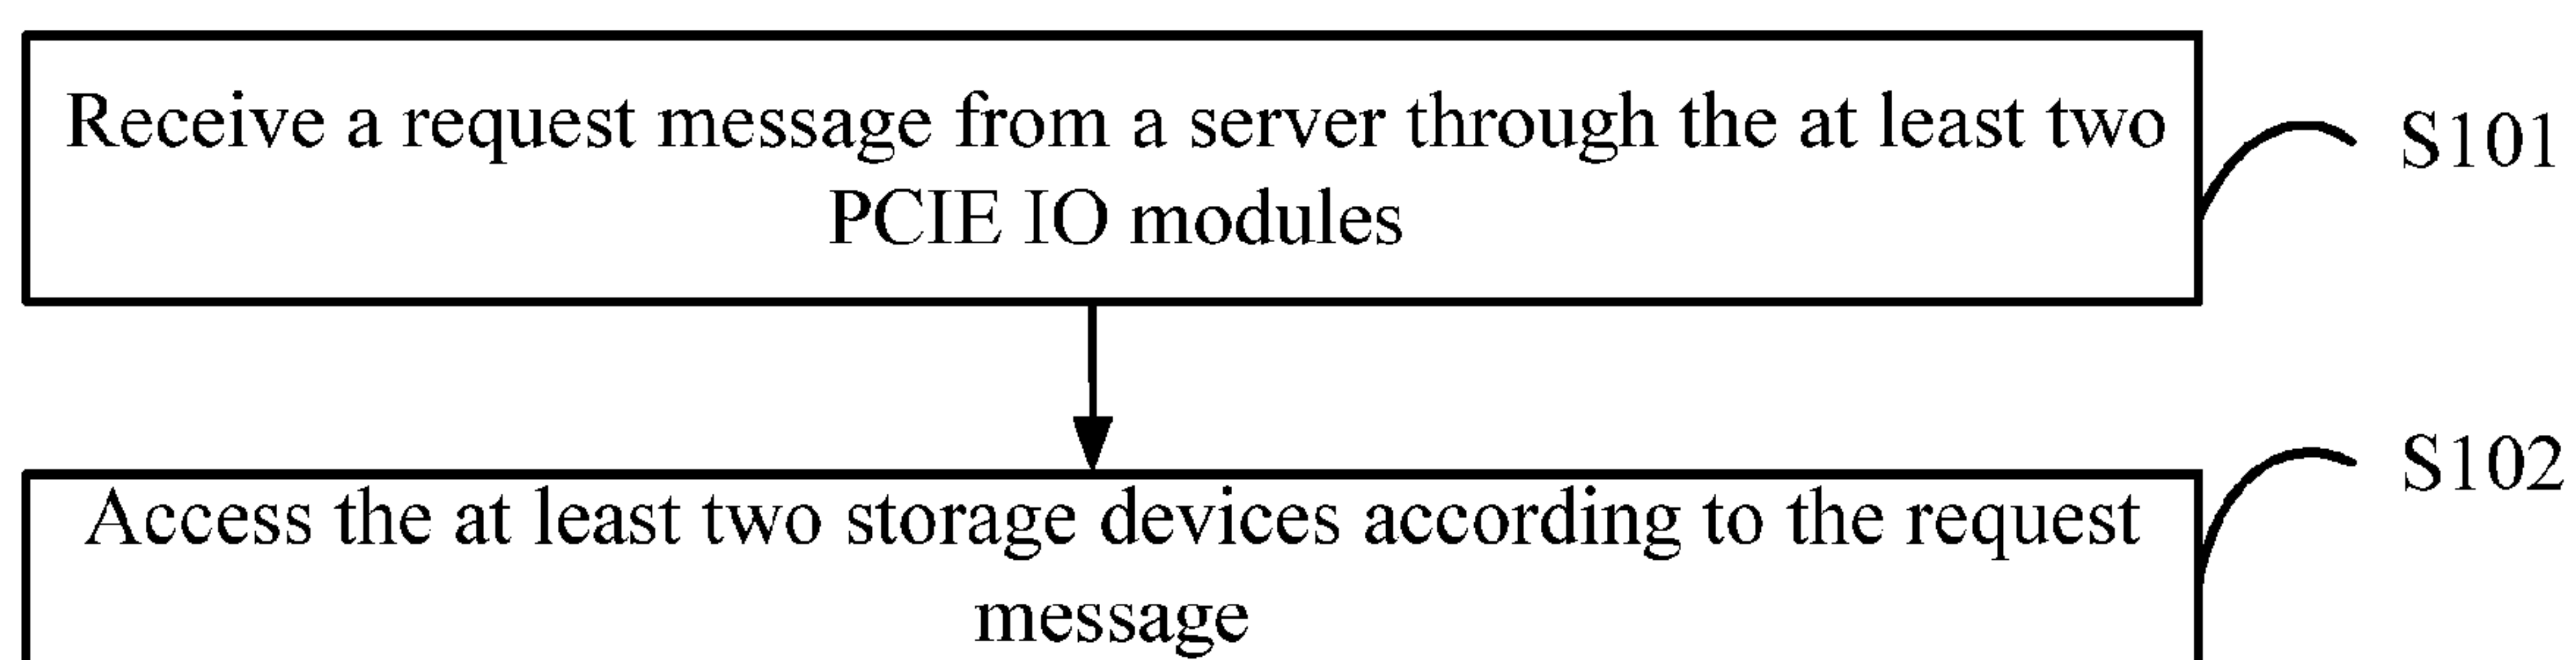 Receive a request message from a server through the at least two
PCIE IO modules
S101
Access the at least two storage devices according to the request
message
S102